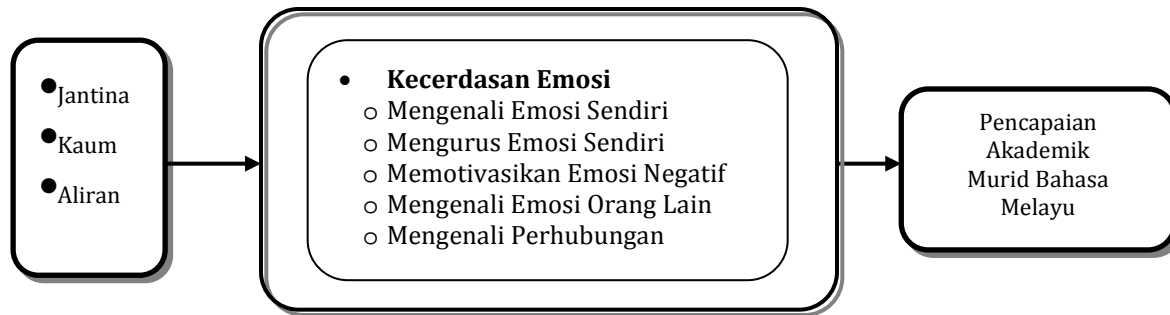 ● Jantina
● Kaum
● Aliran
• Kecerdasan Emosi
o Mengenali Emosi Sendiri
o Mengurus Emosi Sendiri
o Memotivasikan Emosi Negatif
o Mengenali Emosi Orang Lain
o Mengenali Perhubungan
Pencapaian
Akademik
Murid Bahasa
Melayu